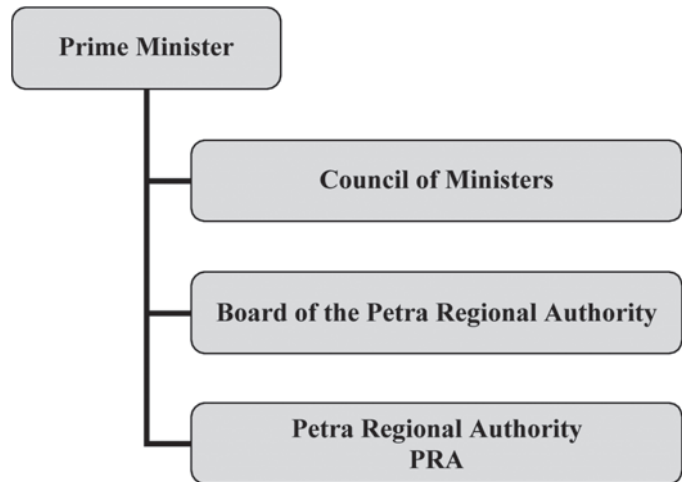 Prime Minister
Council of Ministers
Board of the Petra Regional Authority
Petra Regional Authority
PRA